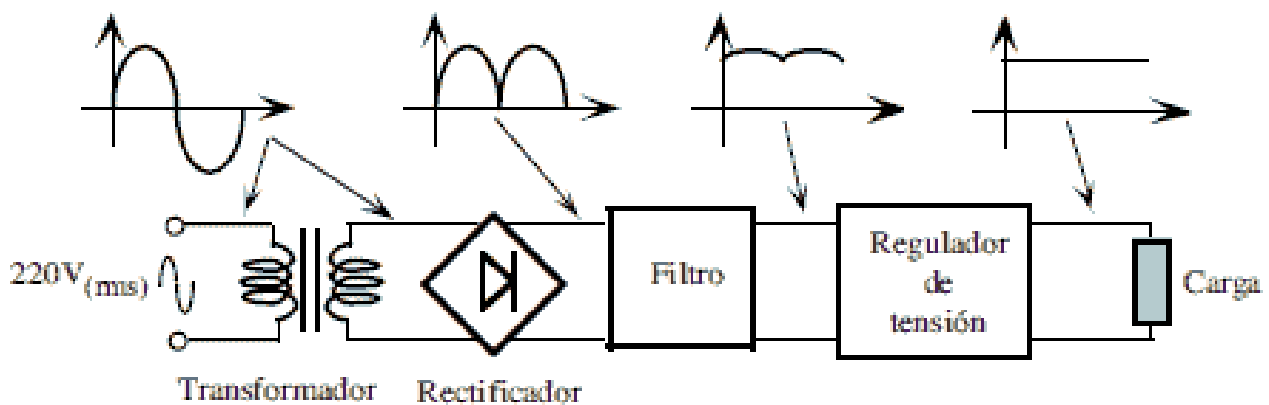 220V(rms)
Transformador
Rectificador
Filtro
Regulador
de
tensión
Carga